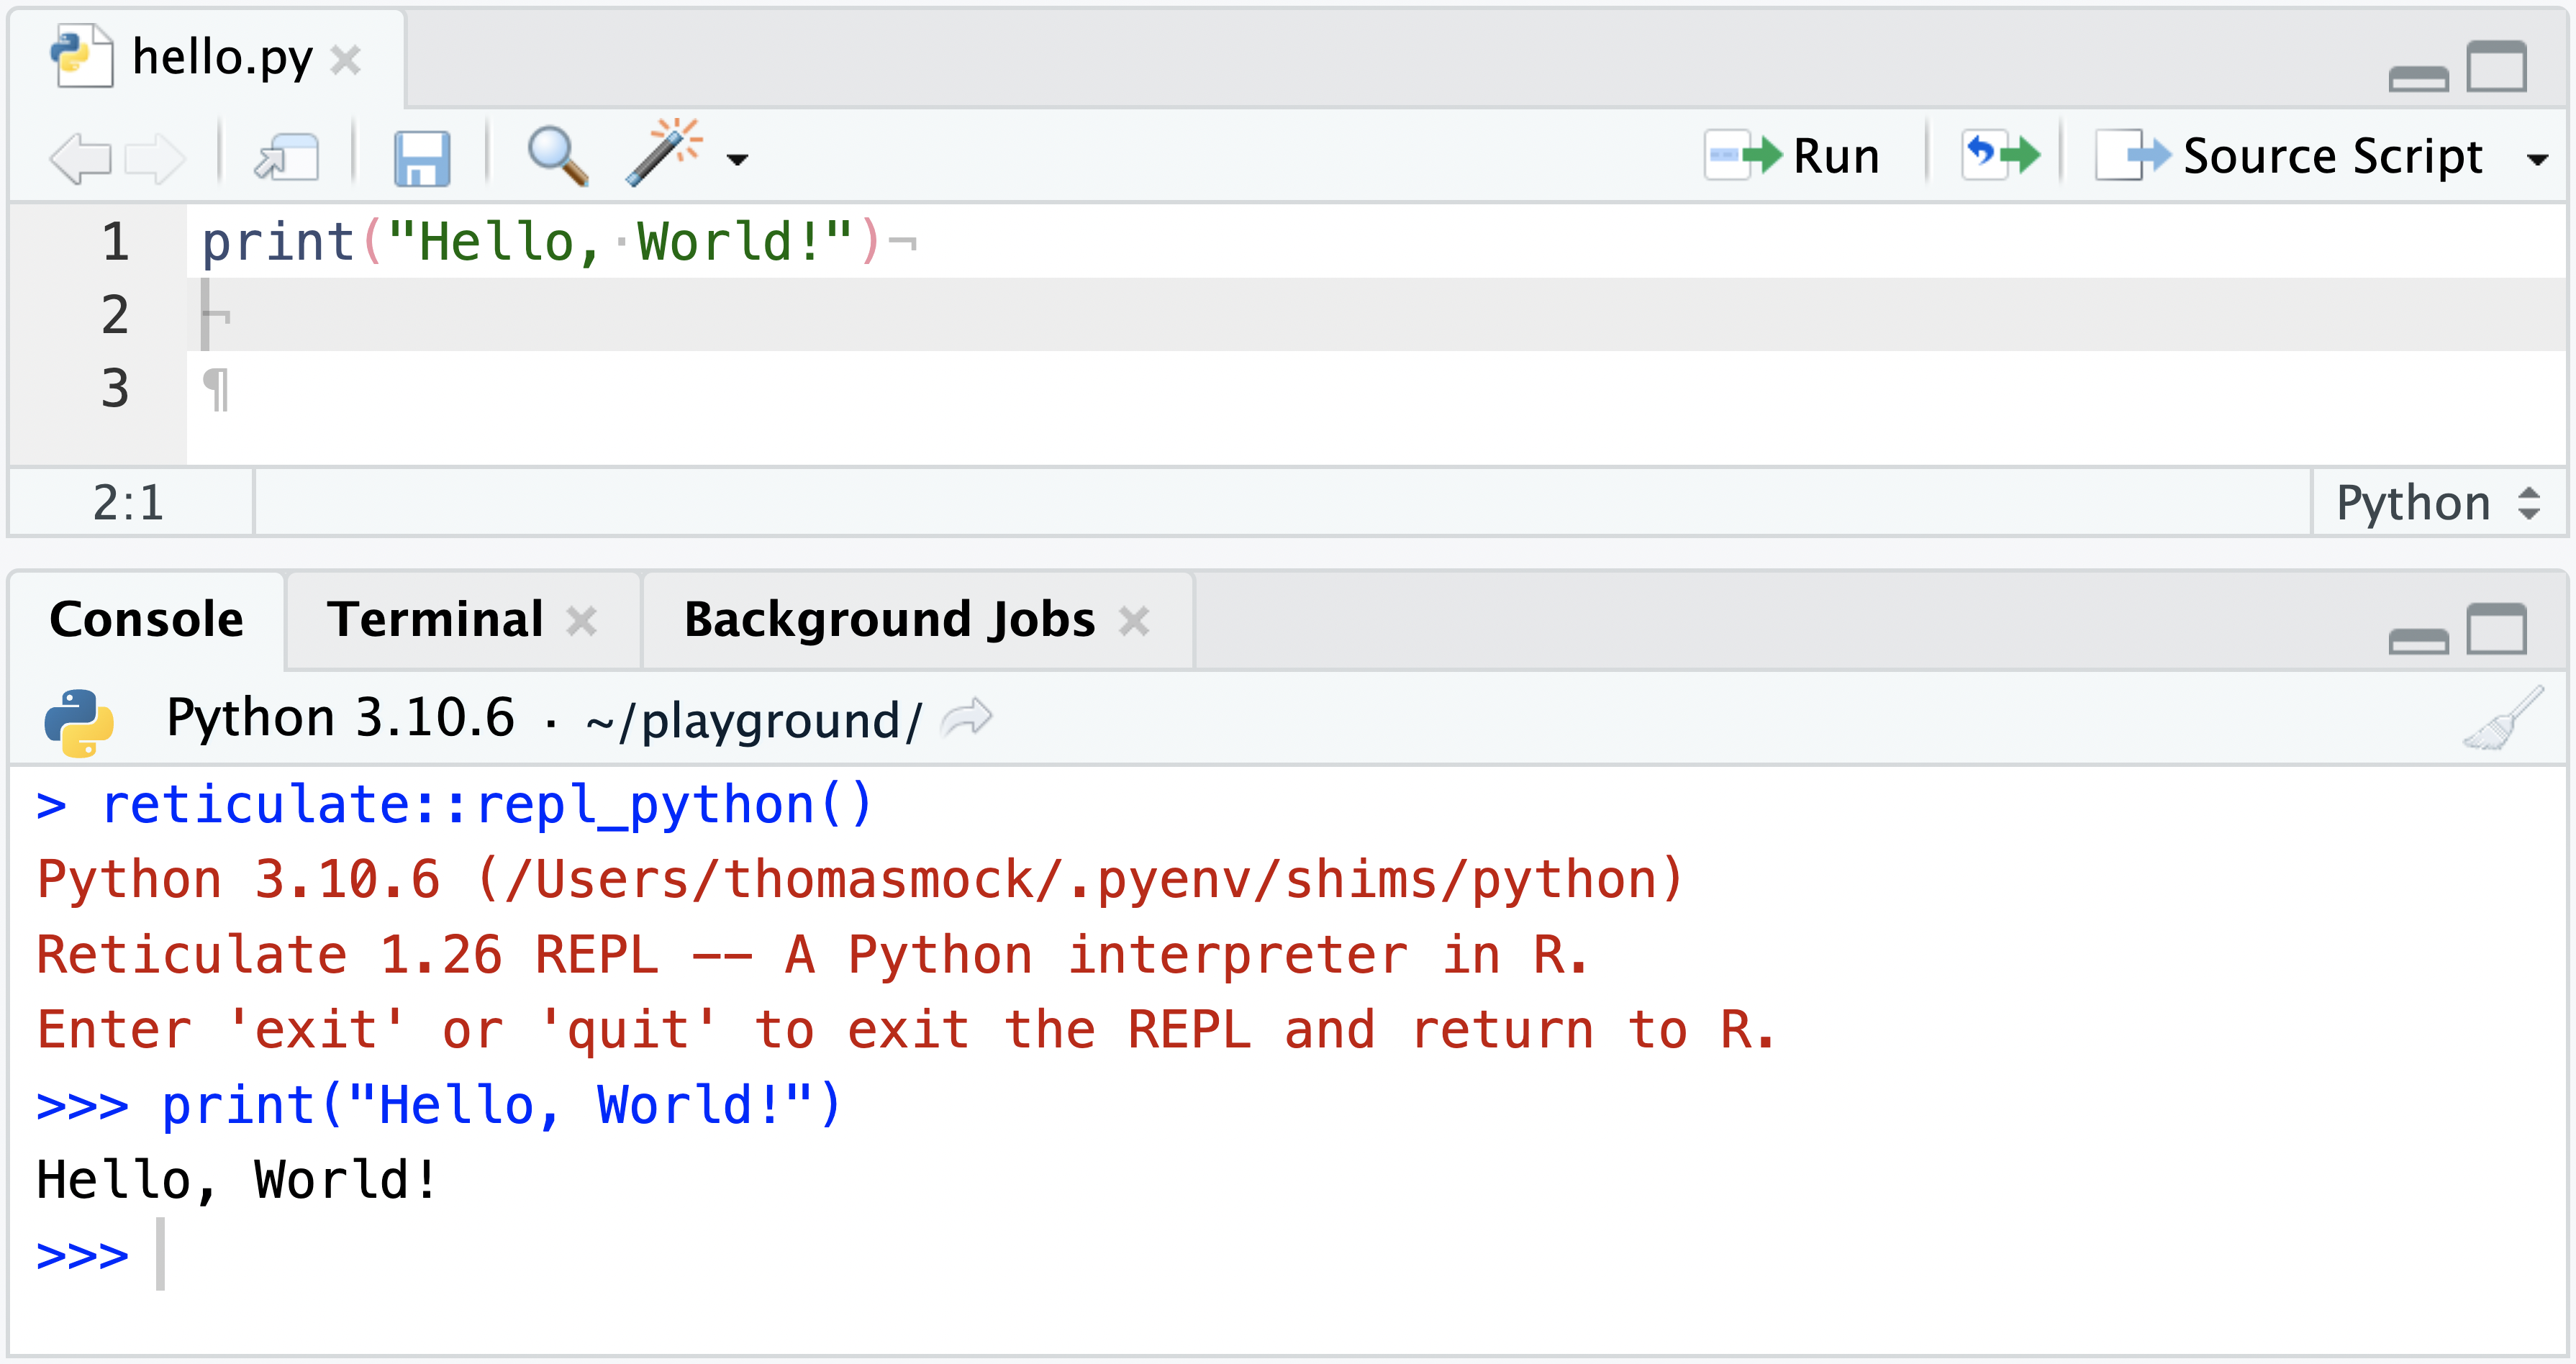 hello.py
Run Source Script
1 print("Hello,·World!")¬
2 ¬
3 ¶
2:1 Python
Console Terminal Background Jobs
Python 3.10.6 · ~/playground/
> reticulate::repl_python()
Python 3.10.6 (/Users/thomasmock/.pyenv/shims/python)
Reticulate 1.26 REPL -- A Python interpreter in R.
Enter 'exit' or 'quit' to exit the REPL and return to R.
>>> print("Hello, World!")
Hello, World!
>>>